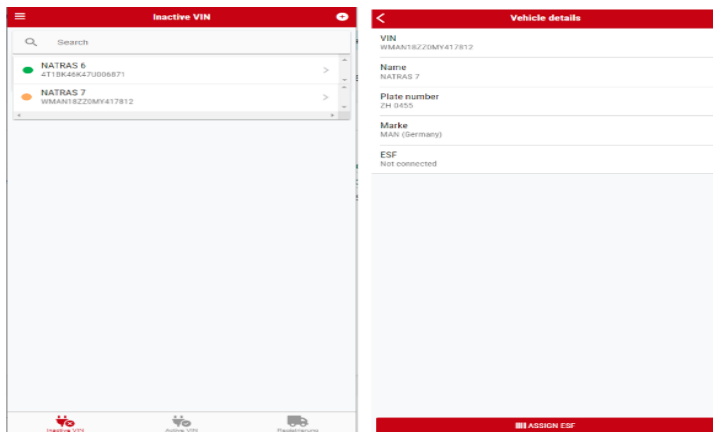 Inactive VIN
Search
NATRAS 6
4T1BK46K47U006871
NATRAS 7
WMAN18ZZ0MY417812
Inactive VIN
Active VIN
Registrierung
Vehicle details
VIN
WMAN18ZZ0MY417812
Name
NATRAS 7
Plate number
ZH 0455
Marke
MAN (Germany)
ESF
Not connected
ASSIGN ESF